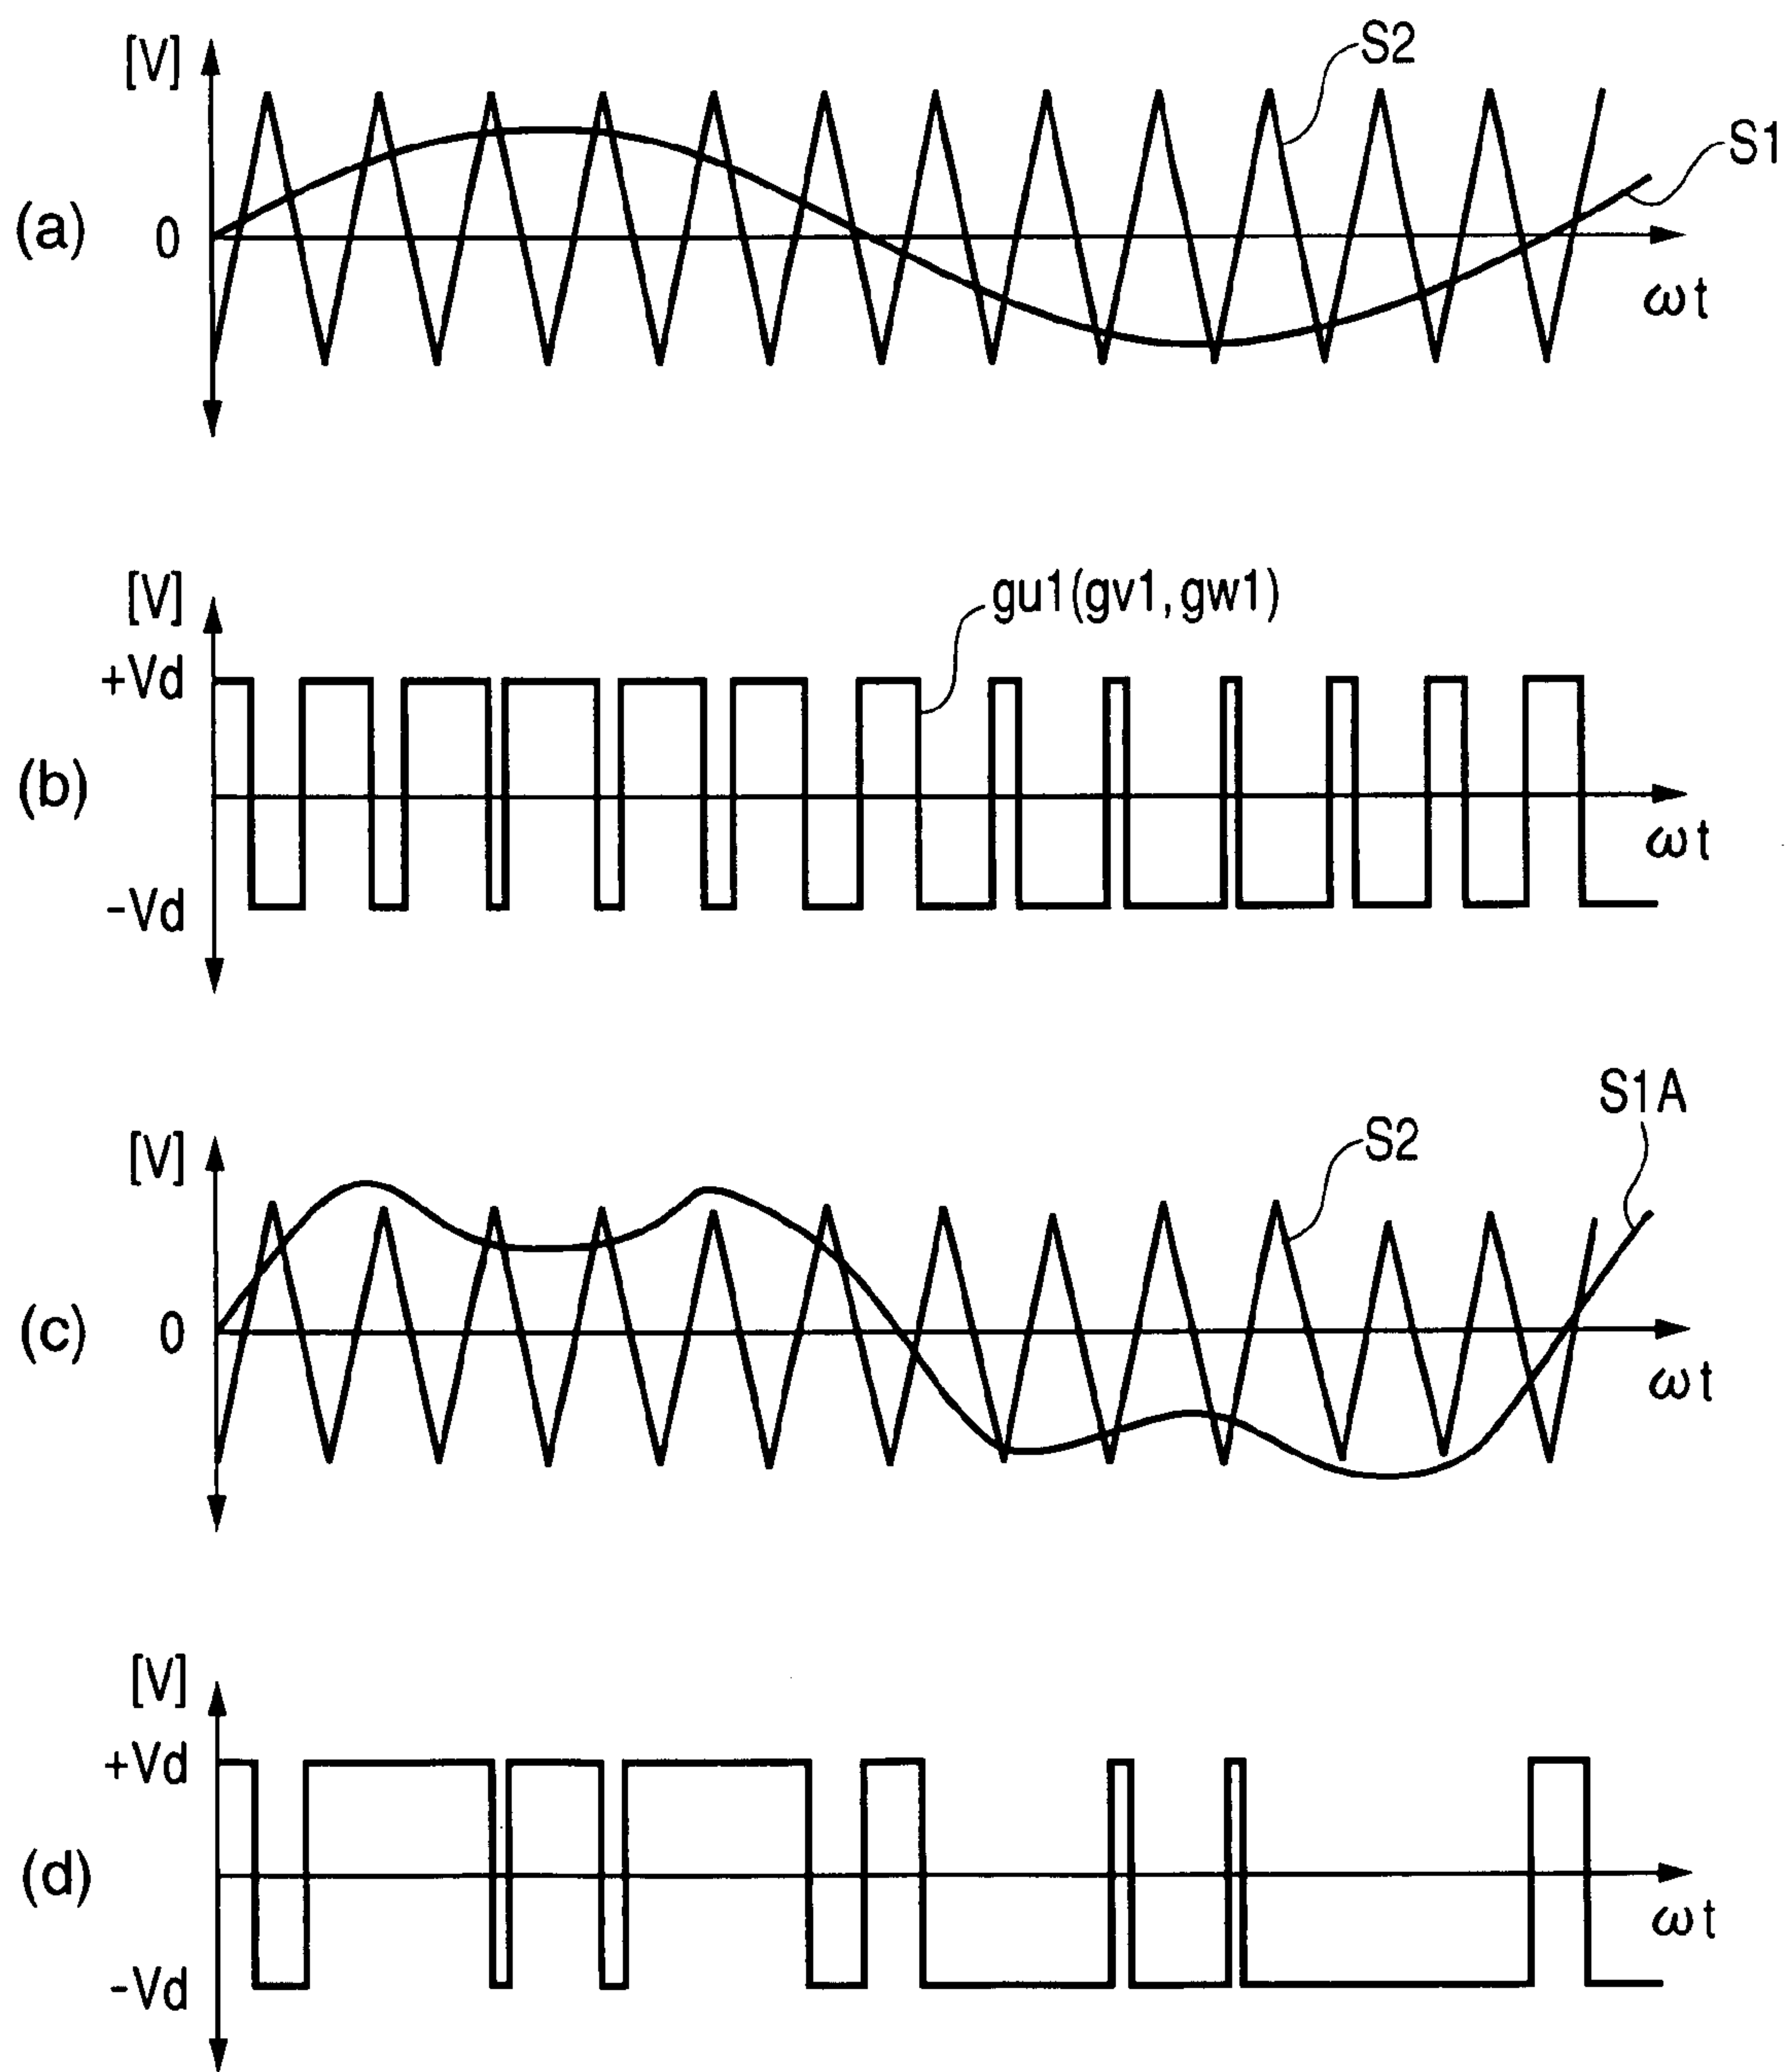 [V]
S2
S1
(a)
0
ωt
[V]
gu1(gv1,gw1)
+Vd
(b)
ωt
-Vd
S1A
[V]
S2
(c)
0
ωt
[V]
+Vd
(d)
ωt
-Vd